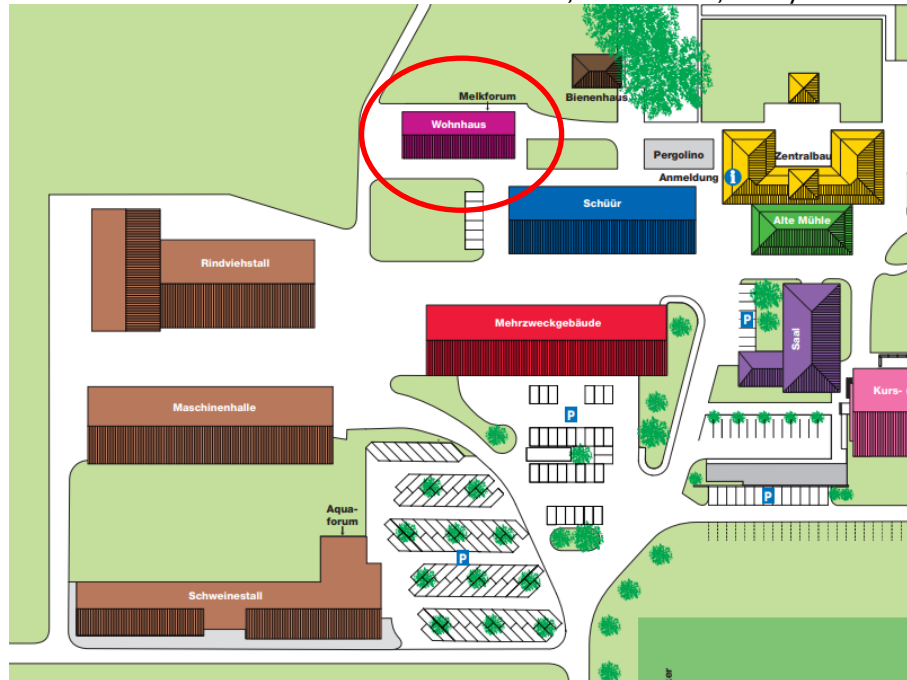 Melkforum
Wohnhaus
Bienenhaus
Pergolino
Zentralbau
Anmeldung
i
Schüür
Alte Mühle
Rindviehstall
Mehrzweckgebäude
P
Saal
Maschinenhalle
Kurs-
P
P
Aqua-
forum
P
Schweinestall